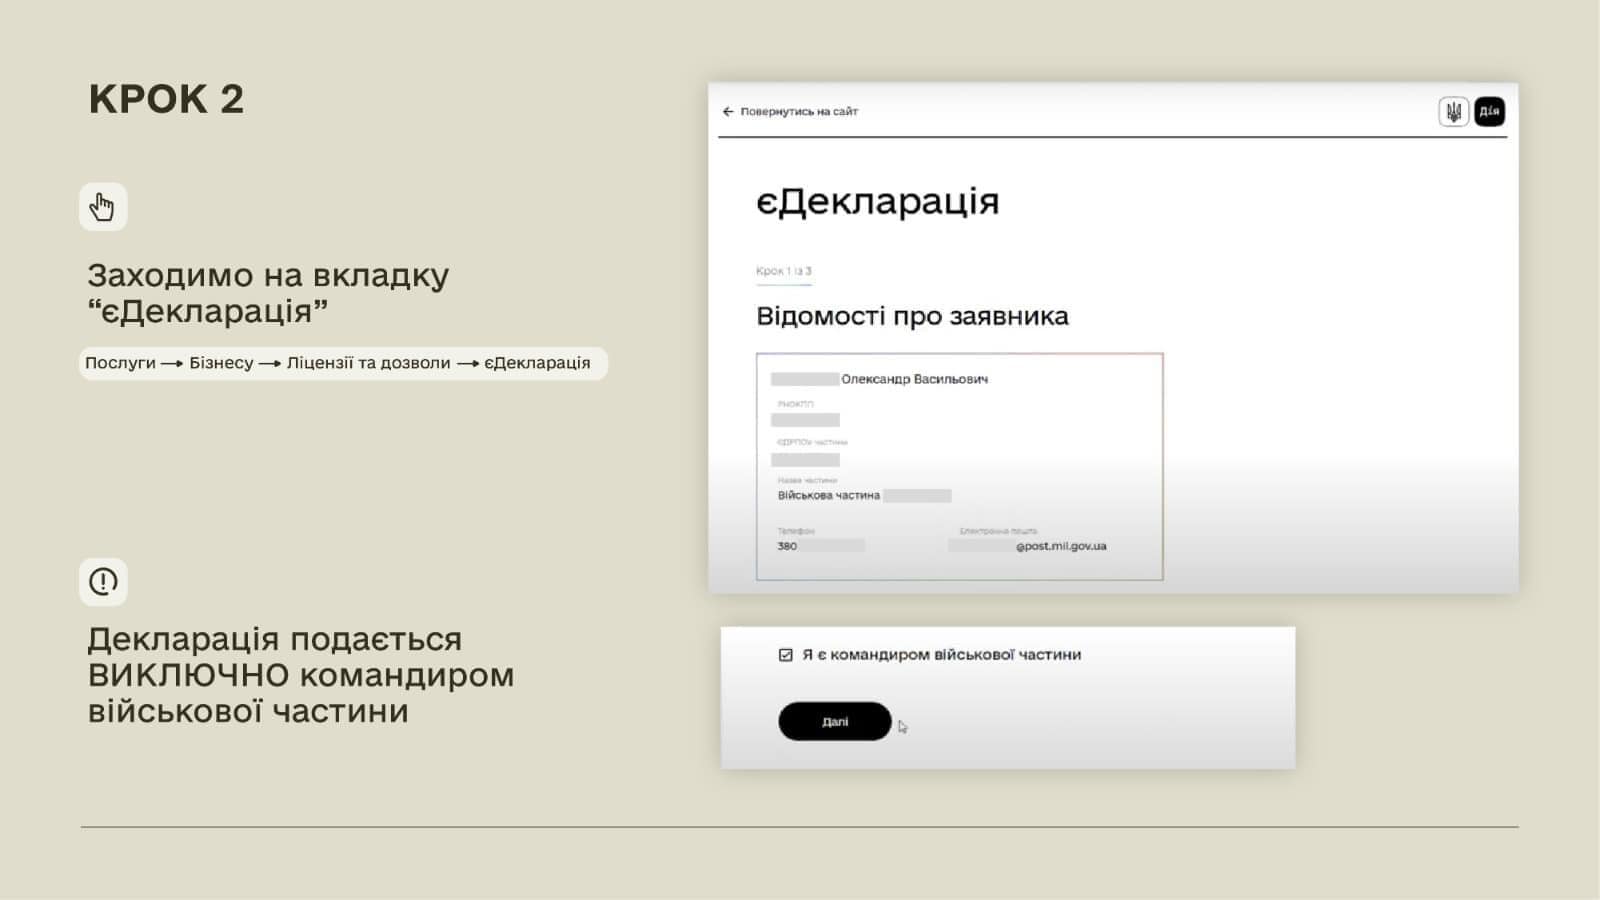 КРОК 2
Заходимо на вкладку
“єДекларація”
Послуги → Бізнесу → Ліцензії та дозволи → єДекларація
Декларація подається
ВИКЛЮЧНО командиром
військової частини
← Повернутись на сайт
Дія
єДекларація
Крок 1 із 3
Відомості про заявника
Олександр Васильович
РНОКПП
ЄДРПОУ частини
Назва частини
Військова частина
Телефон
Електронна пошта
380
@post.mil.gov.ua
Я є командиром військової частини
Далі